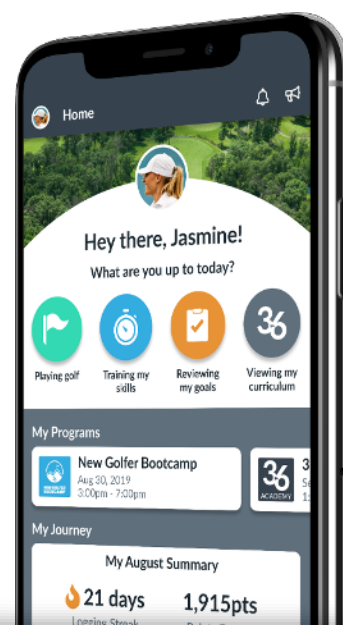 Home
Hey there, Jasmine!
What are you up to today?
Playing golf
Training my
skills
Reviewing
my goals
36
Viewing my
curriculum
My Programs
New Golfer Bootcamp
Aug 30, 2019
3:00pm - 7:00pm
36
ACADEMY
3
My Journey
My August Summary
21 days
Logging Streak
1,915pts